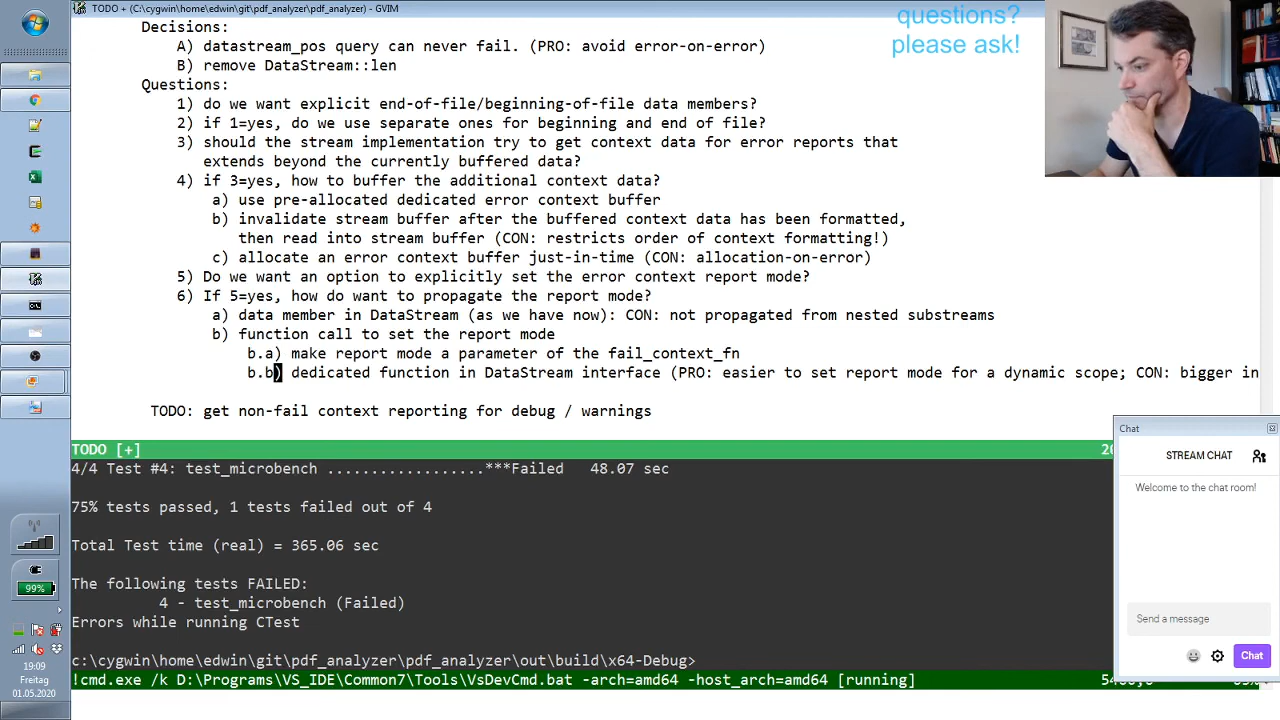 TODO + (C:\cygwin\home\edwin\git\pdf_analyzer\pdf_analyzer) - GVIM
Decisions:
A) datastream_pos query can never fail. (PRO: avoid error-on-error)
B) remove DataStream::len
Questions:
1) do we want explicit end-of-file/beginning-of-file data members?
2) if 1=yes, do we use separate ones for beginning and end of file?
3) should the stream implementation try to get context data for error reports that
extends beyond the currently buffered data?
4) if 3=yes, how to buffer the additional context data?
a) use pre-allocated dedicated error context buffer
b) invalidate stream buffer after the buffered context data has been formatted,
then read into stream buffer (CON: restricts order of context formatting!)
c) allocate an error context buffer just-in-time (CON: allocation-on-error)
5) Do we want an option to explicitly set the error context report mode?
6) If 5=yes, how do want to propagate the report mode?
a) data member in DataStream (as we have now): CON: not propagated from nested substreams
b) function call to set the report mode
b.a) make report mode a parameter of the fail_context_fn
b.b) dedicated function in DataStream interface (PRO: easier to set report mode for a dynamic scope; CON: bigger in
TODO: get non-fail context reporting for debug / warnings
TODO [+]
4/4 Test #4: test_microbench ..................***Failed 48.07 sec
75% tests passed, 1 tests failed out of 4
Total Test time (real) = 365.06 sec
The following tests FAILED:
4 - test_microbench (Failed)
Errors while running CTest
c:\cygwin\home\edwin\git\pdf_analyzer\pdf_analyzer\out\build\x64-Debug>
!cmd.exe /k D:\Programs\VS_IDE\Common7\Tools\VsDevCmd.bat -arch=amd64 -host_arch=amd64 [running]
questions?
please ask!
Chat
STREAM CHAT
Welcome to the chat room!
Send a message
Chat
99%
19:09
Freitag
01.05.2020